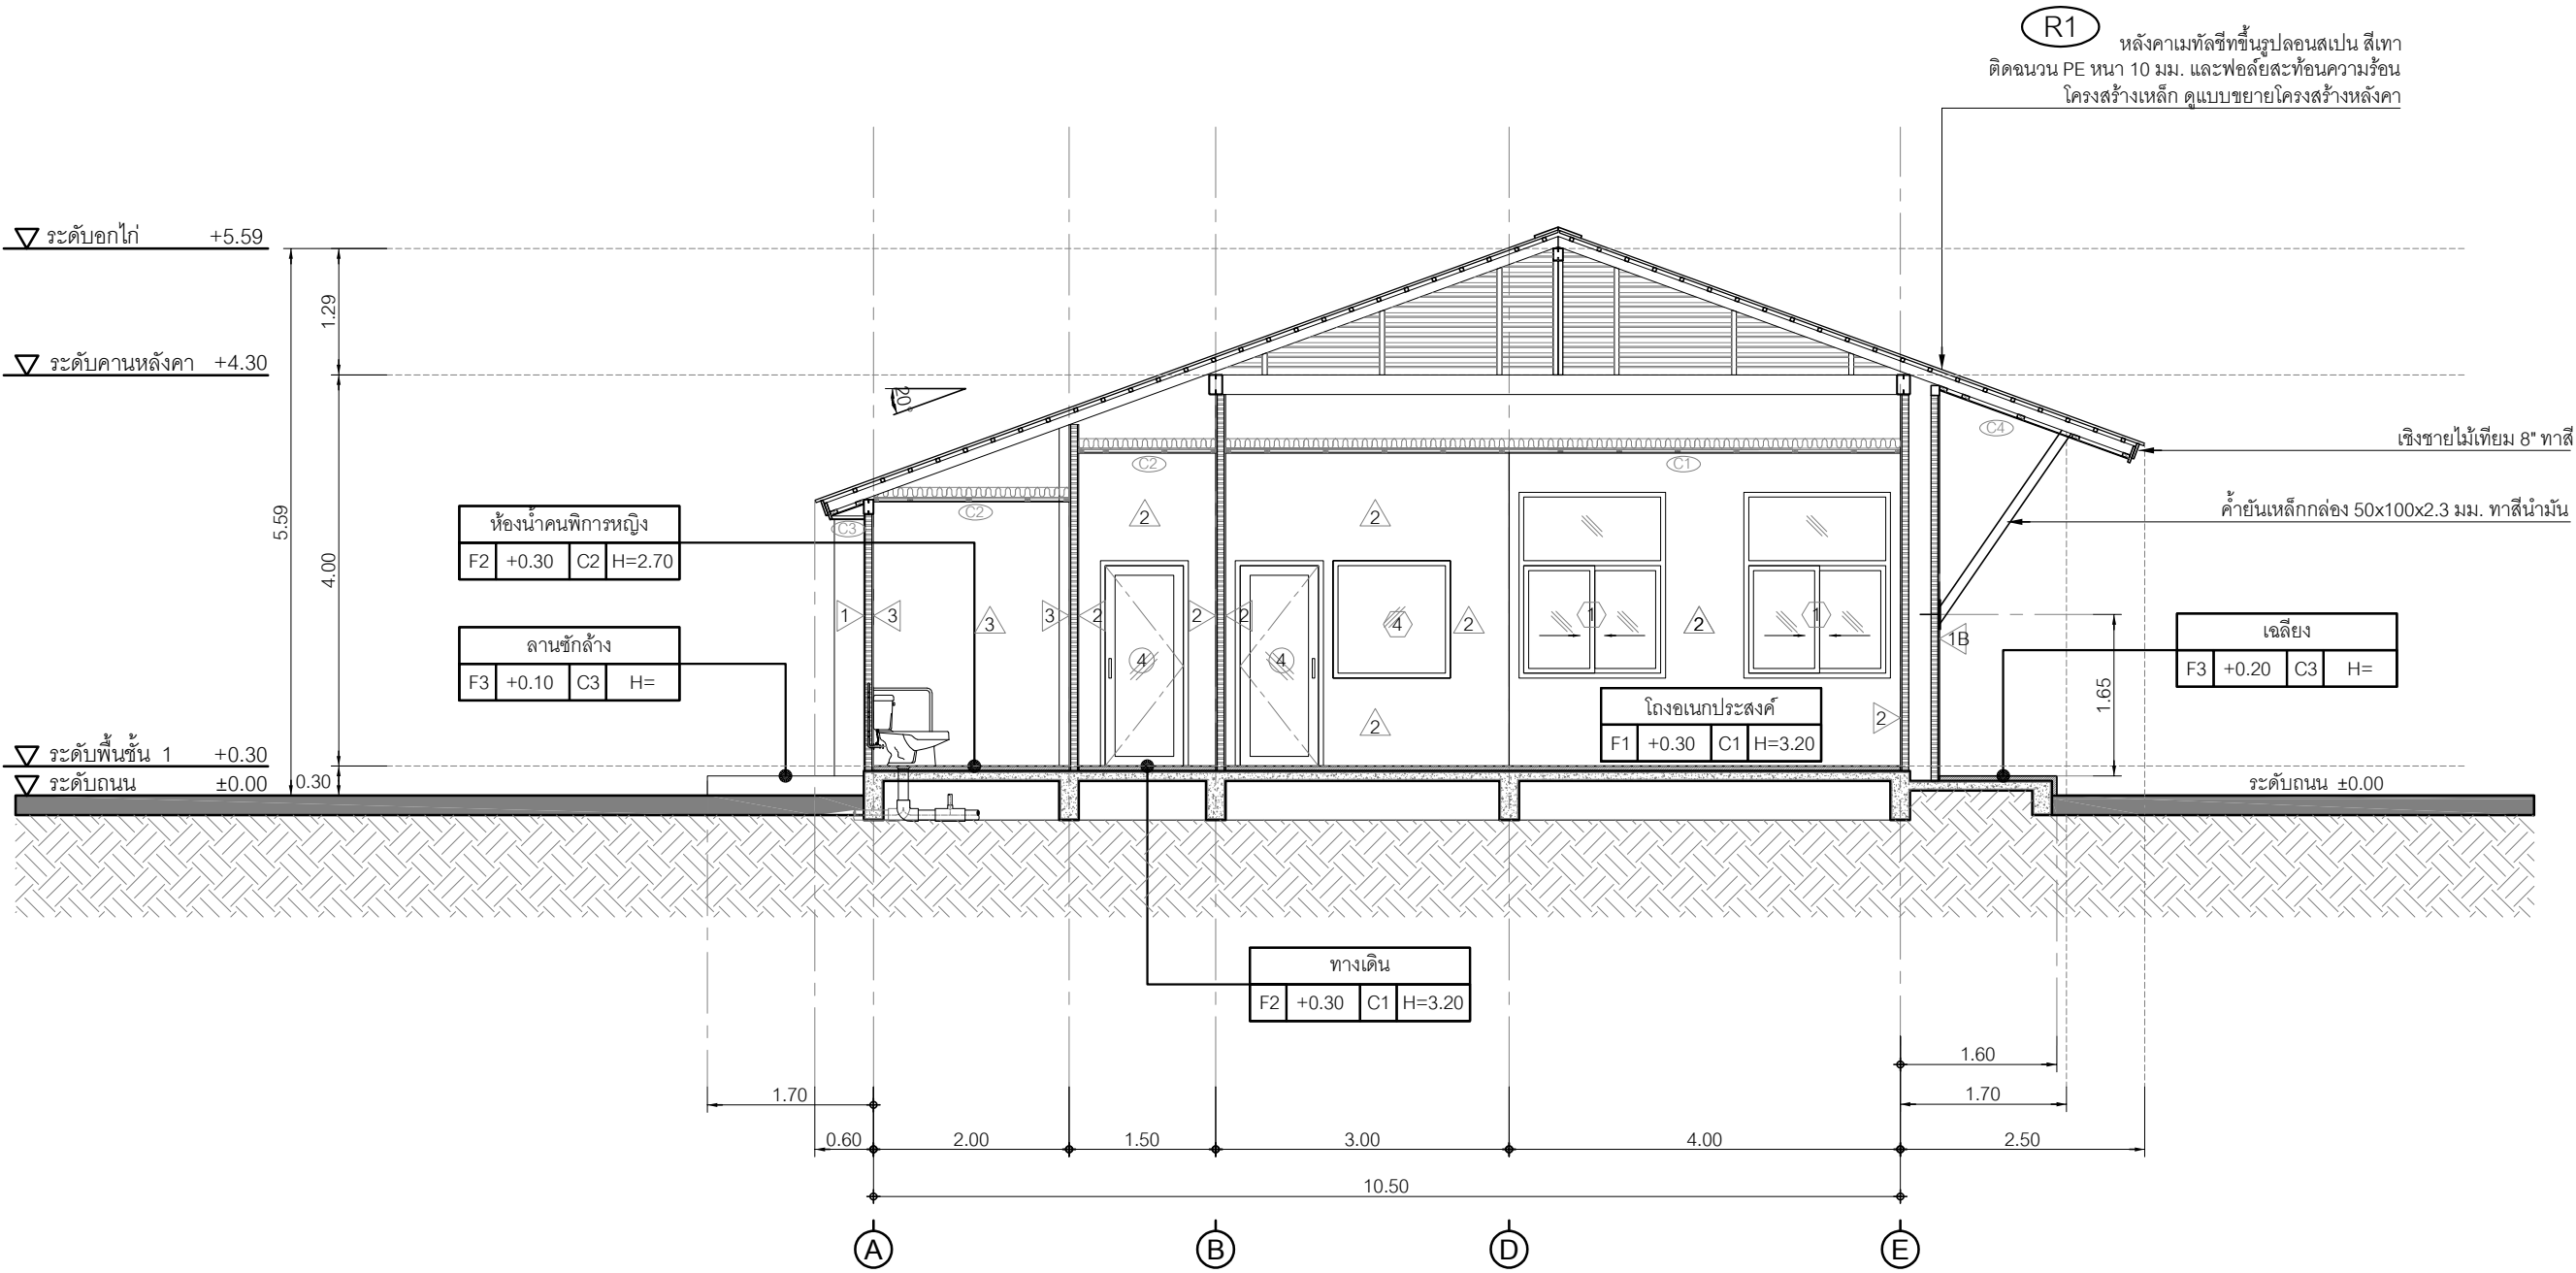 R1
หลังคาเมทัลชีทขึ้นรูปลอนสเปน สีเทา
ติดฉนวน PE หนา 10 มม. และฟอล์ยสะท้อนความร้อน
โครงสร้างเหล็ก ดูแบบขยายโครงสร้างหลังคา
ระดับอกไก่ +5.59
1.29
ระดับคานหลังคา +4.30
20°
C4
เชิงชายไม้เทียม 8" ทาสี
C2
C1
C2
C3
ค้ำยันเหล็กกล่อง 50x100x2.3 มม. ทาสีน้ำมัน
5.59
4.00
ห้องน้ำคนพิการหญิง
F2 +0.30 C2 H=2.70
2
2
1
3
3
3
2
2
2
4
2
1
2
1
1B
4
4
ลานซักล้าง
F3 +0.10 C3 H=
เฉลียง
F3 +0.20 C3 H=
1.65
2
2
โถงอเนกประสงค์
F1 +0.30 C1 H=3.20
ระดับพื้นชั้น 1 +0.30
ระดับถนน ±0.00
0.30
ระดับถนน ±0.00
ทางเดิน
F2 +0.30 C1 H=3.20
1.60
1.70
1.70
0.60
2.00
1.50
3.00
4.00
2.50
10.50
A
B
D
E